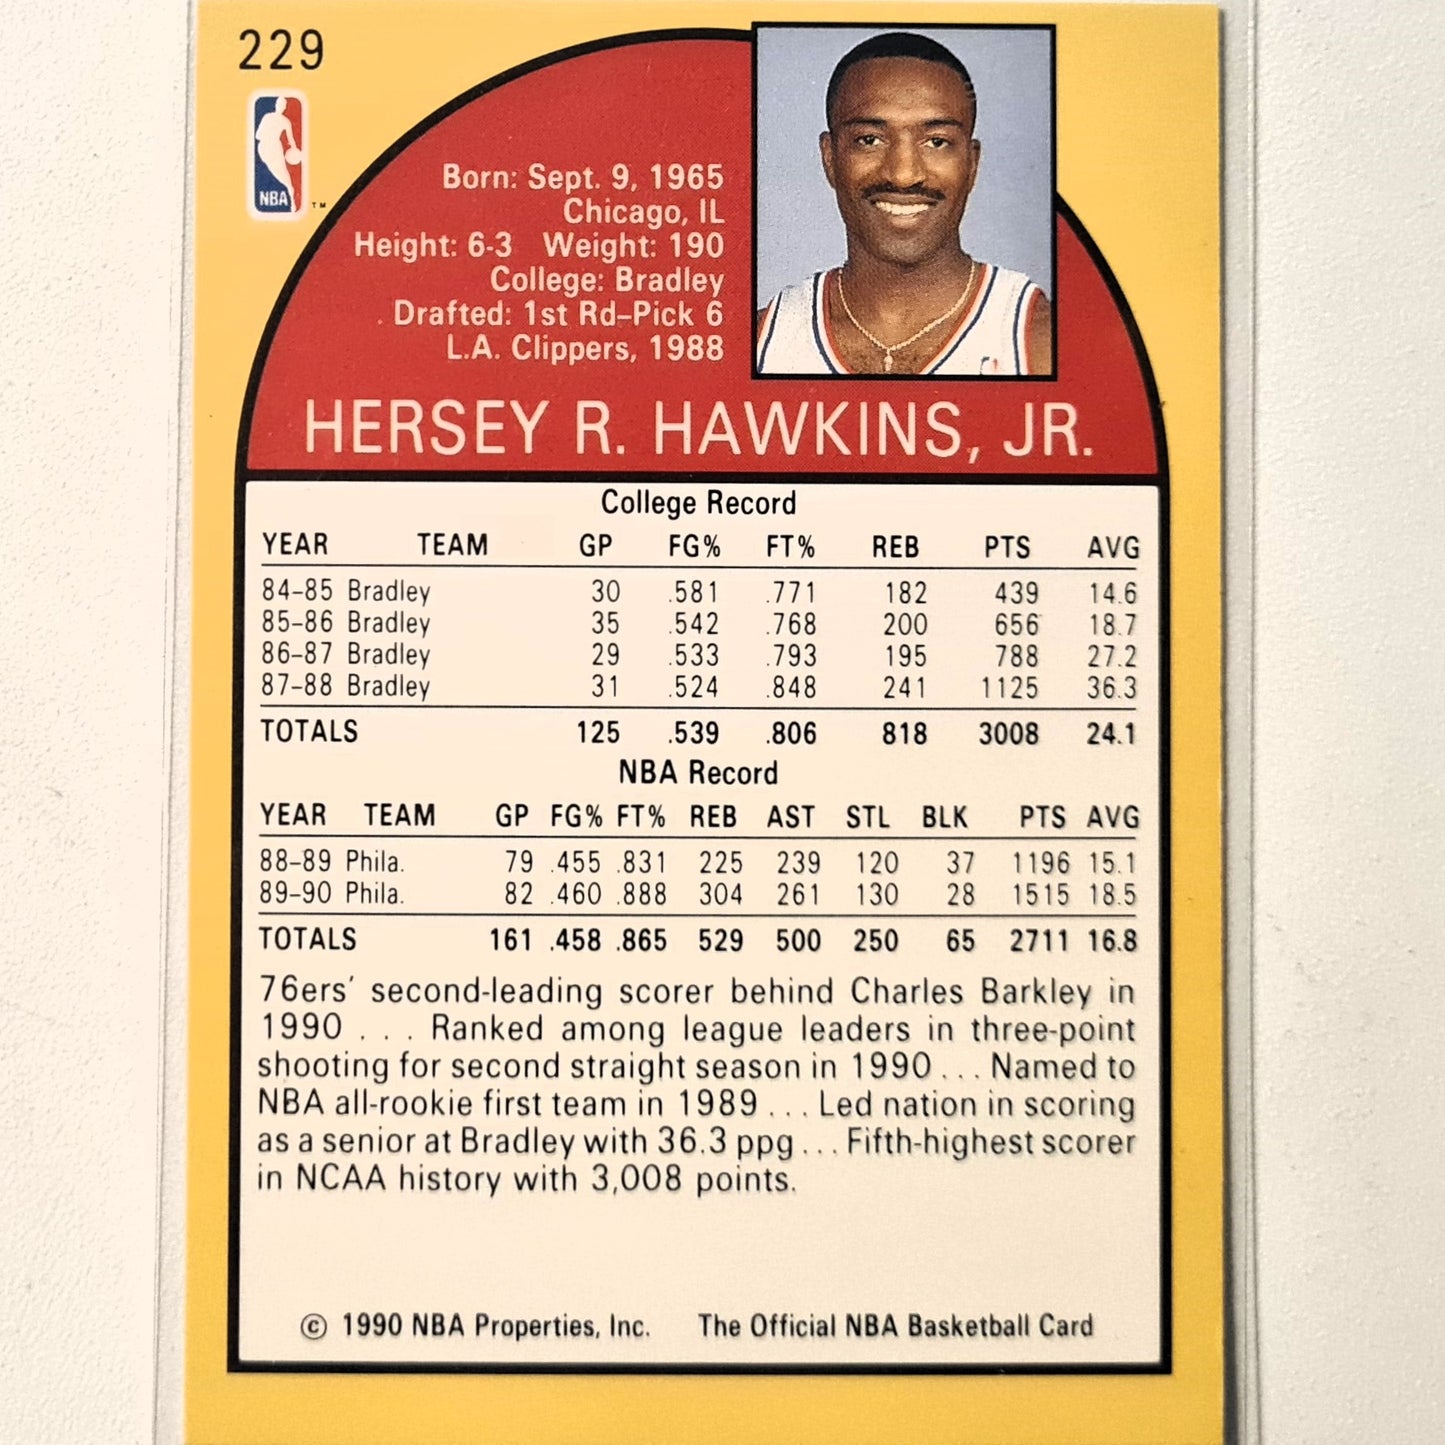 229
NBA
TM
Born: Sept. 9, 1965
Chicago, IL
Height: 6-3 Weight: 190
College: Bradley
Drafted: 1st Rd–Pick 6
L.A. Clippers, 1988
HERSEY R. HAWKINS, JR.
College Record
YEAR TEAM GP FG% FT% REB PTS AVG
84–85 Bradley 30 .581 .771 182 439 14.6
85–86 Bradley 35 .542 .768 200 656 18.7
86–87 Bradley 29 .533 .793 195 788 27.2
87–88 Bradley 31 .524 .848 241 1125 36.3
TOTALS 125 .539 .806 818 3008 24.1
NBA Record
YEAR TEAM GP FG% FT% REB AST STL BLK PTS AVG
88–89 Phila. 79 .455 .831 225 239 120 37 1196 15.1
89–90 Phila. 82 .460 .888 304 261 130 28 1515 18.5
TOTALS 161 .458 .865 529 500 250 65 2711 16.8
76ers' second-leading scorer behind Charles Barkley in
1990 . . . Ranked among league leaders in three-point
shooting for second straight season in 1990 . . . Named to
NBA all-rookie first team in 1989 . . . Led nation in scoring
as a senior at Bradley with 36.3 ppg . . . Fifth-highest scorer
in NCAA history with 3,008 points.
© 1990 NBA Properties, Inc. The Official NBA Basketball Card